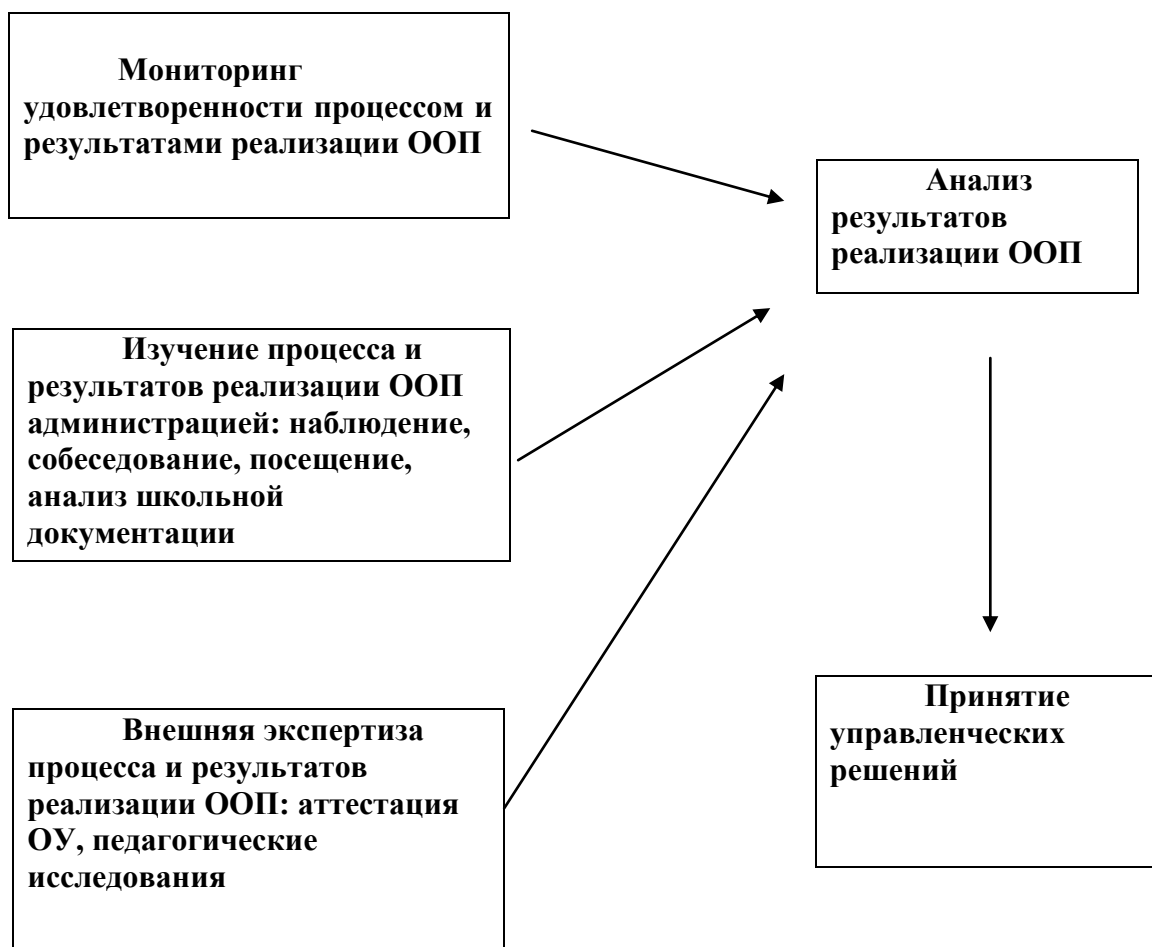 Мониторинг
удовлетворенности процессом и
результатами реализации ООП
Анализ
результатов
реализации ООП
Изучение процесса и
результатов реализации ООП
администрацией: наблюдение,
собеседование, посещение,
анализ школьной
документации
Внешняя экспертиза
процесса и результатов
реализации ООП: аттестация
ОУ, педагогические
исследования
Принятие
управленческих
решений